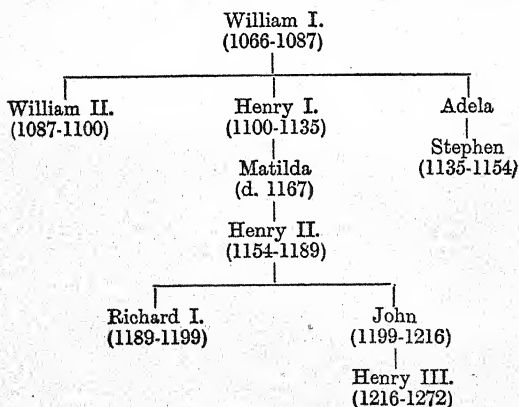 William I.
(1066-1087)
William II.
(1087-1100)
Henry I.
(1100-1135)
Adela
Stephen
(1135-1154)
Matilda
(d. 1167)
Henry II.
(1154-1189)
Richard I.
(1189-1199)
John
(1199-1216)
Henry III.
(1216-1272)